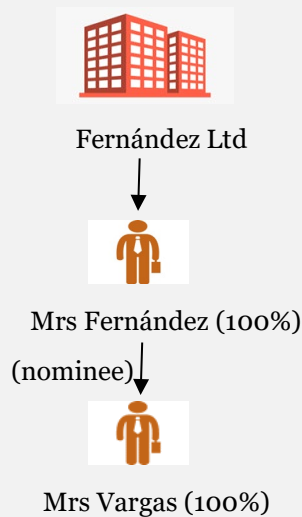 Fernández Ltd
Mrs Fernández (100%)
(nominee)
Mrs Vargas (100%)